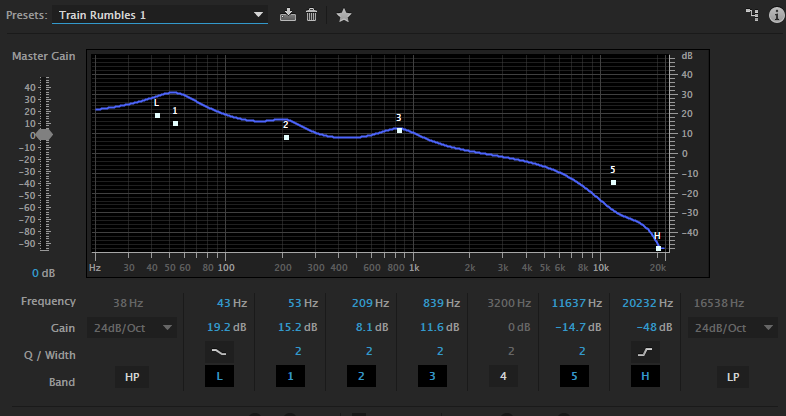 Presets: Train Rumbles 1
Master Gain
dB
40
30
20
10
0
-10
-20
-30
-40
-50
-60
-70
-80
-90
0 dB
L
1
2
3
5
H
40
30
20
10
0
-10
-20
-30
-40
Hz 30 40 50 60 80 100 200 300 400 600 800 1k 2k 3k 4k 5k 6k 10k 20k
Frequency 38 Hz 43 Hz 53 Hz 209 Hz 839 Hz 3200 Hz 11637 Hz 20232 Hz 16538 Hz
Gain 24dB/Oct 19.2 dB 15.2 dB 8.1 dB 11.6 dB 0 dB -14.7 dB -48 dB 24dB/Oct
Q / Width 2 2 2 2 2
Band HP L 1 2 3 4 5 H LP